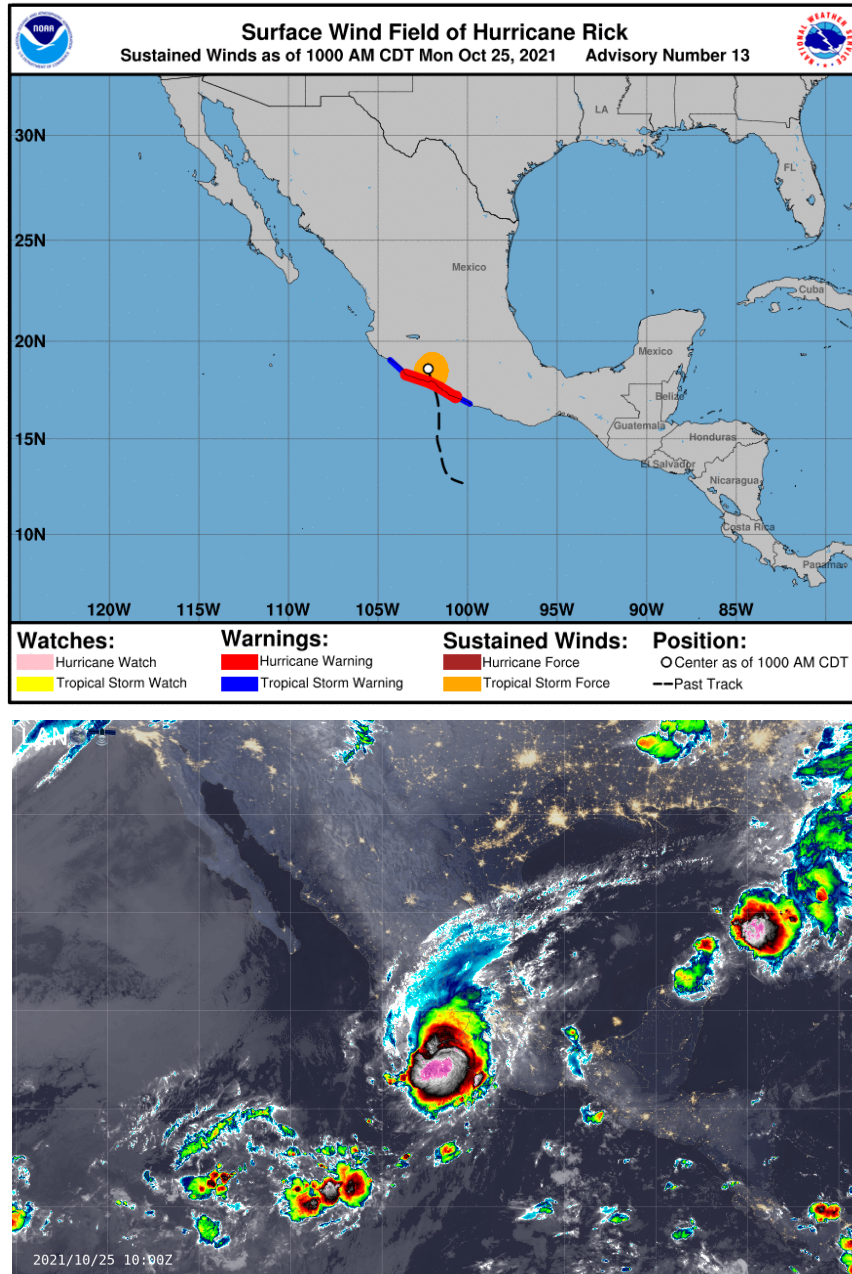 NOAA
Surface Wind Field of Hurricane Rick
Sustained Winds as of 1000 AM CDT Mon Oct 25, 2021 Advisory Number 13
NATIONAL WEATHER SERVICE
LA
30N
FL
25N
Mexico
Cuba
20N
Mexico
Belize
Guatemala
15N
Honduras
El Salvador
Nicaragua
10N
Costa Rica
Panama
120W 115W 110W 105W 100W 95W 90W 85W
Watches: Warnings: Sustained Winds: Position:
Hurricane Watch Hurricane Warning Hurricane Force Center as of 1000 AM CDT
Tropical Storm Watch Tropical Storm Warning Tropical Storm Force Past Track
2021/10/25 10:00Z